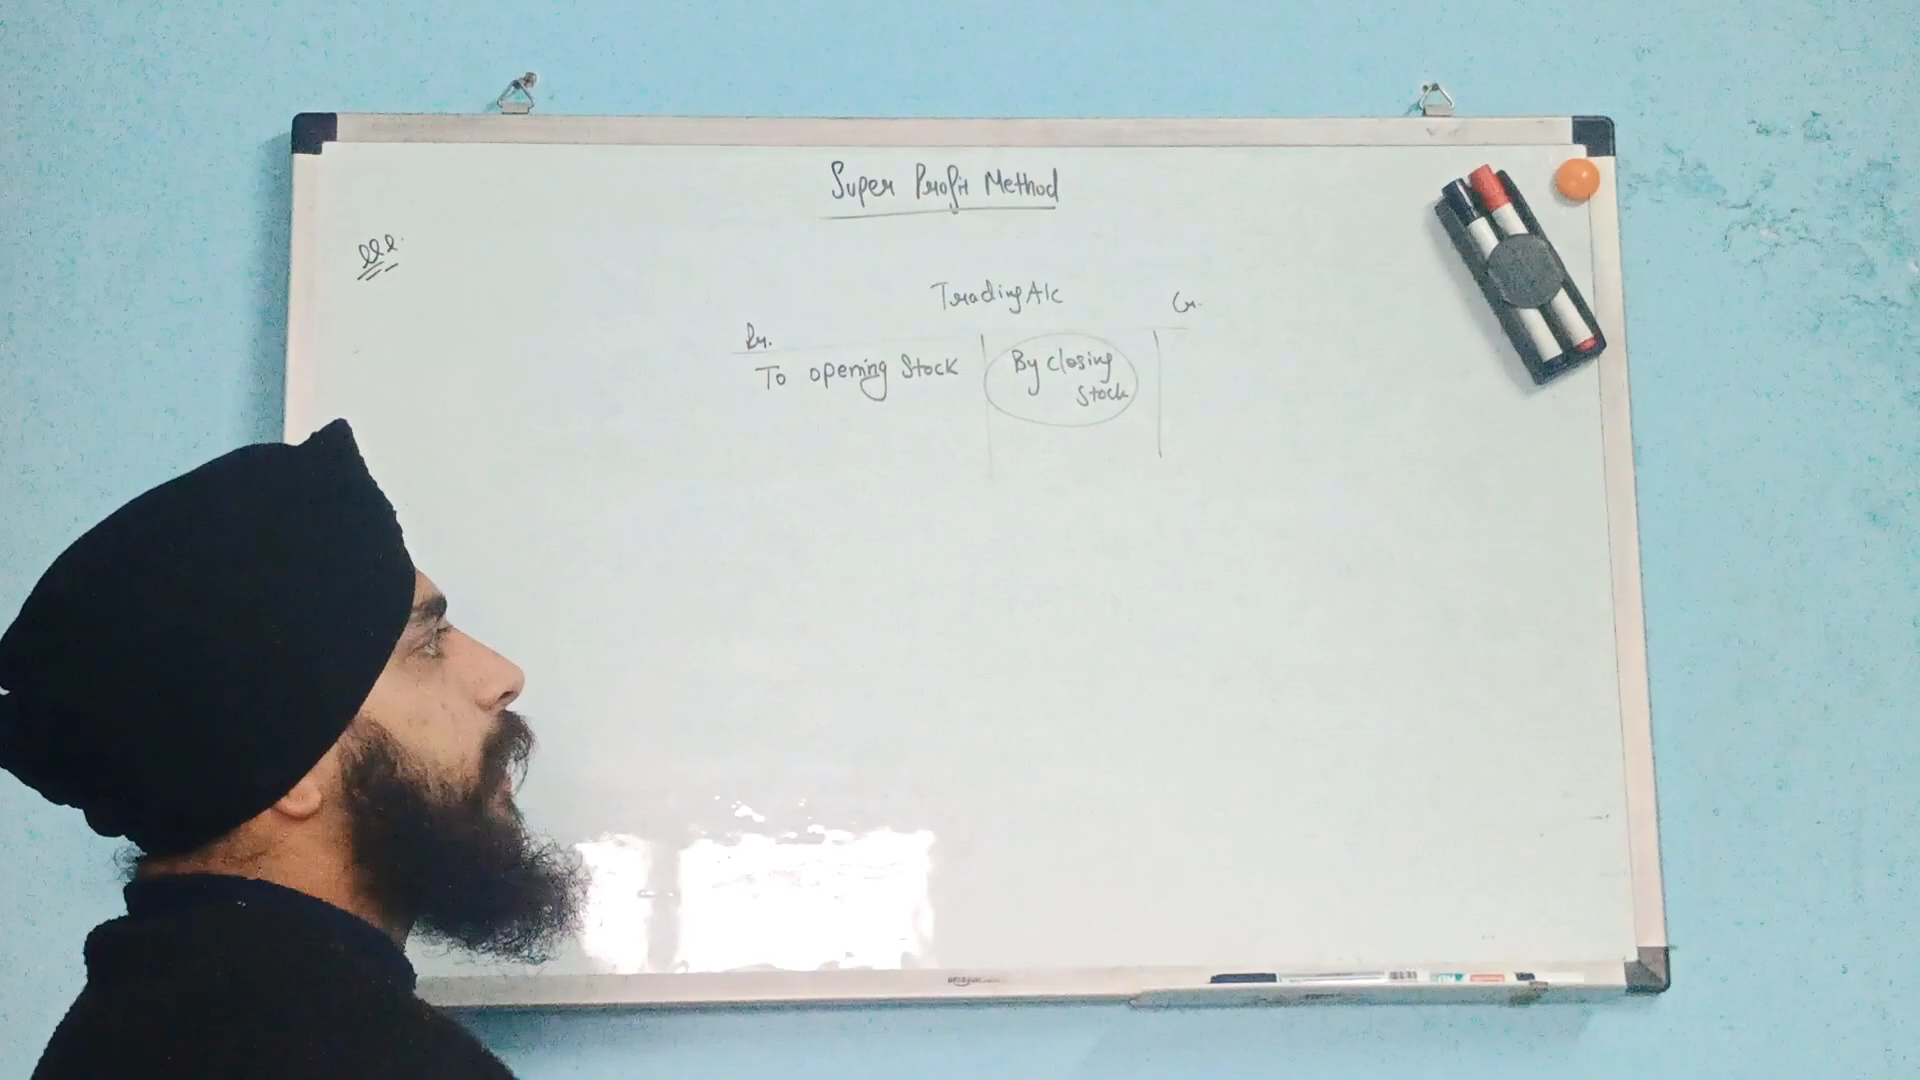 Super Profit Method
Trading A/c
Dr.
Cr.
To opening Stock
By closing
Stock